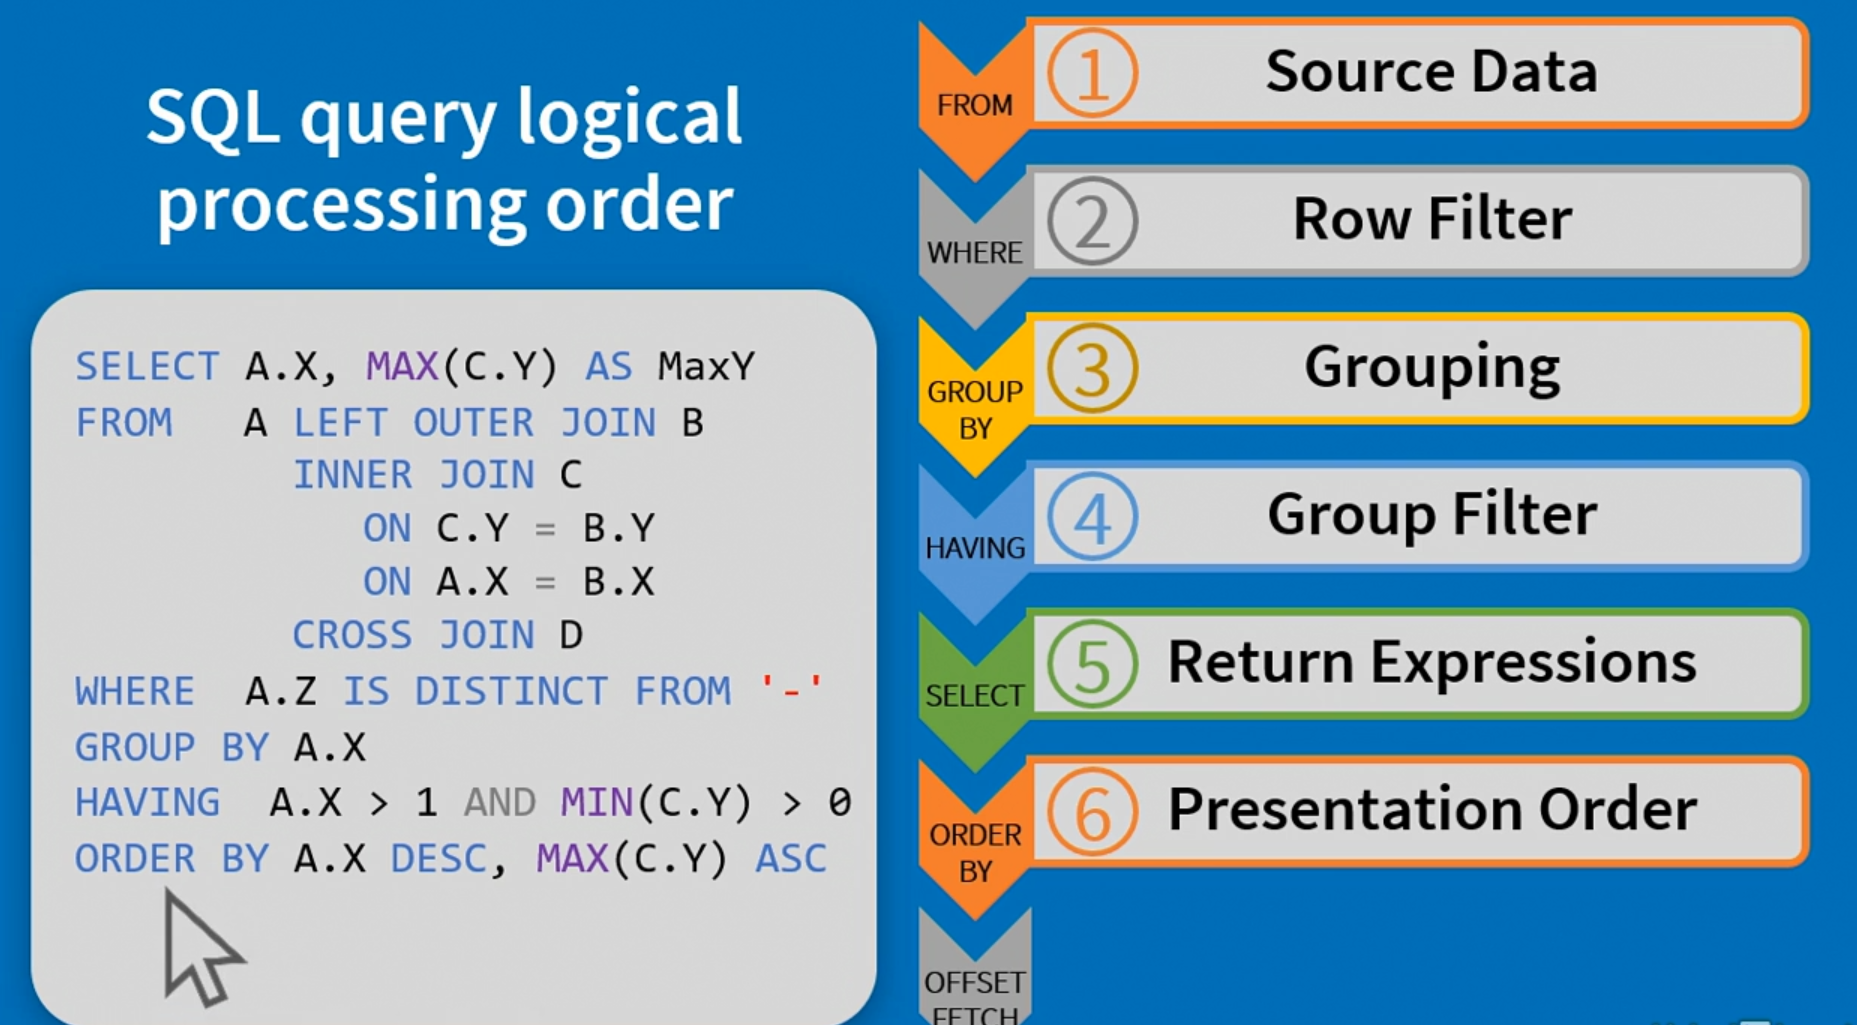 SQL query logical
processing order
SELECT A.X, MAX(C.Y) AS MaxY
FROM A LEFT OUTER JOIN B
INNER JOIN C
ON C.Y = B.Y
ON A.X = B.X
CROSS JOIN D
WHERE A.Z IS DISTINCT FROM '-'
GROUP BY A.X
HAVING A.X > 1 AND MIN(C.Y) > 0
ORDER BY A.X DESC, MAX(C.Y) ASC
FROM
1 Source Data
WHERE
2 Row Filter
GROUP
BY
3 Grouping
HAVING
4 Group Filter
SELECT
5 Return Expressions
ORDER
BY
6 Presentation Order
OFFSET
FETCH